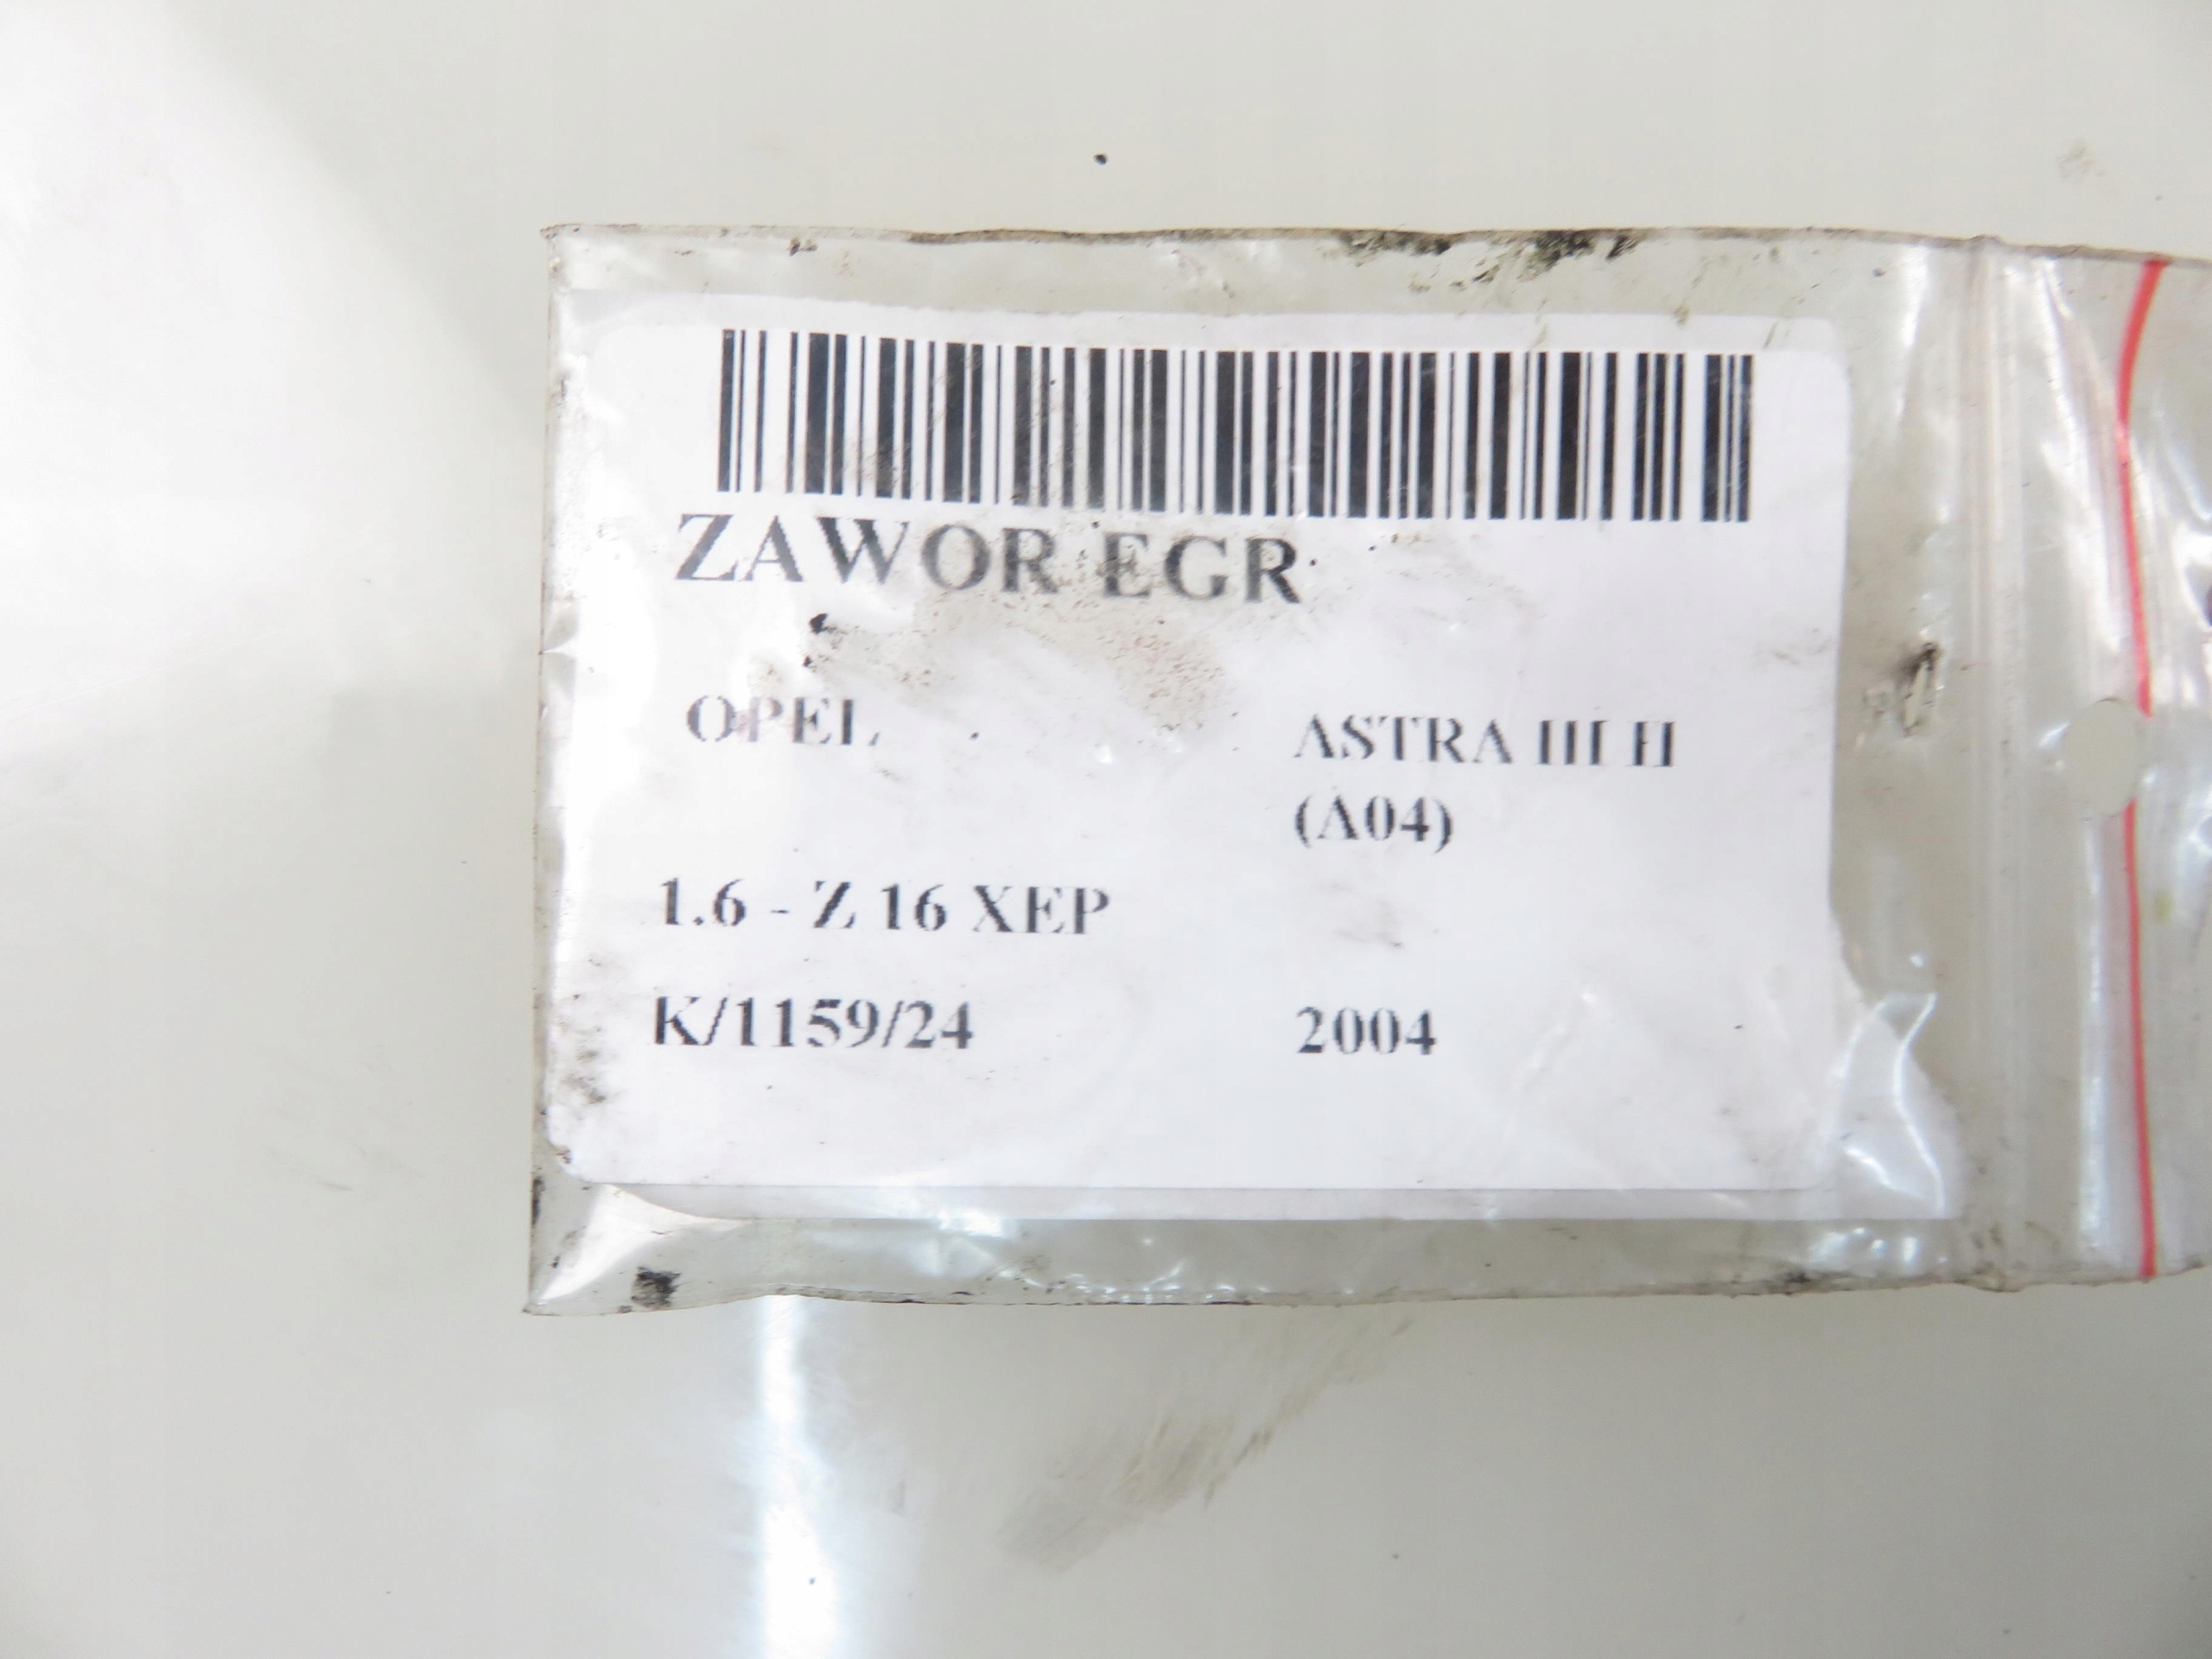 ZAWOR EGR
OPEL
ASTRA III H
(A04)
1.6 - Z 16 XEP
K/1159/24
2004